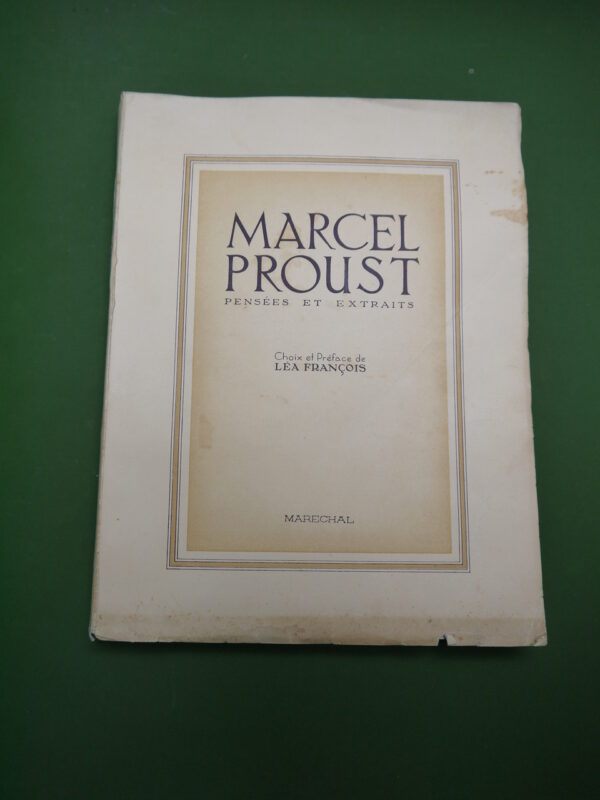 MARCEL
PROUST
PENSÉES ET EXTRAITS
Choix et Préface de
LÉA FRANÇOIS
MARECHAL